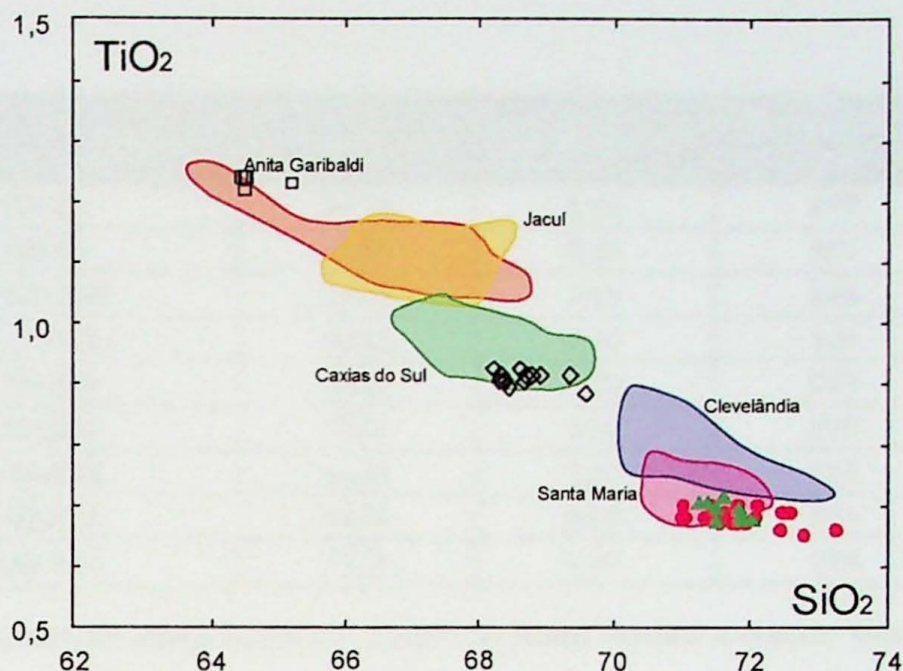 1,5
TiO2
Anita Garibaldi
Jacuí
1,0
Caxias do Sul
Clevelândia
Santa Maria
SiO2
0,5
62 64 66 68 70 72 74